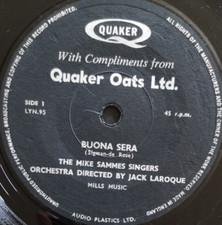 QUAKER
With Compliments from
Quaker Oats Ltd.
SIDE 1
LYN.95
45 r.p.m.
BUONA SERA
(Sigman-de Rose)
THE MIKE SAMMES SINGERS
ORCHESTRA DIRECTED BY JACK LAROQUE
MILLS MUSIC
AUDIO PLASTICS LTD.
MADE IN ENGLAND